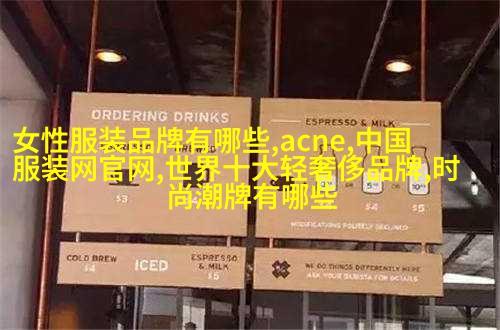 ORDERING DRINKS
ESPRESSO & MILK
女性服装品牌有哪些,acne,中国
服装网官网,世界十大轻奢侈品牌,时
尚潮牌有哪些
$3
$4
$5
MODIFICATIONS POLITELY DECLINED
COLD BREW
$4
ICED
ESPRESSO
& MILK
$5
WE DO THINGS DIFFERENTLY HERE
ASK YOUR BARISTA FOR DETAILS